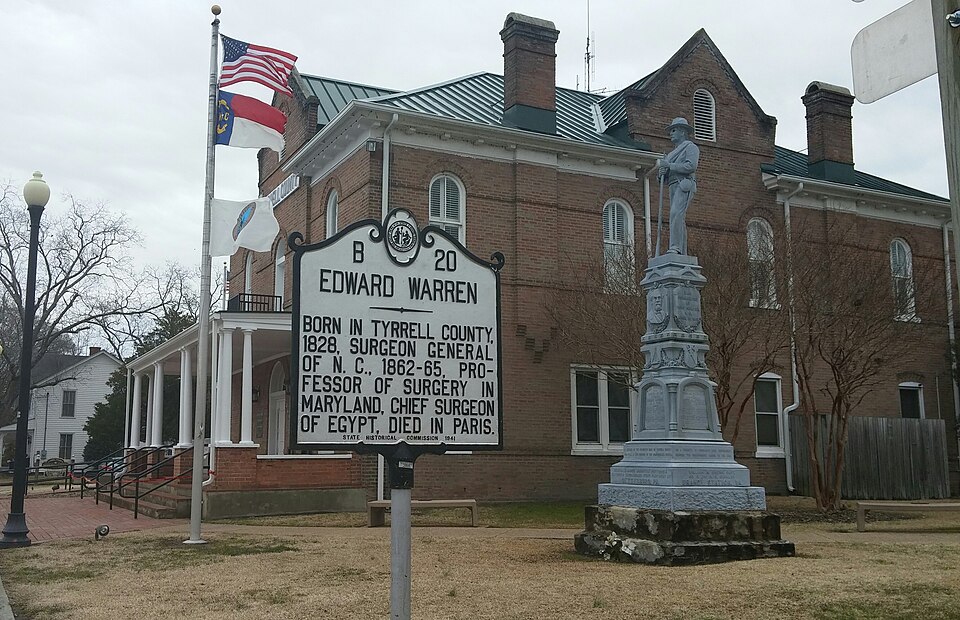 B 20
EDWARD WARREN
BORN IN TYRRELL COUNTY,
1828, SURGEON GENERAL
OF N. C., 1862-65, PRO-
FESSOR OF SURGERY IN
MARYLAND, CHIEF SURGEON
OF EGYPT, DIED IN PARIS.
STATE HISTORICAL COMMISSION 1941